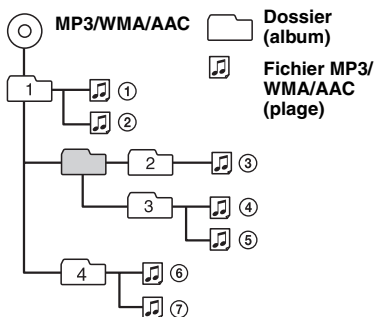 MP3/WMA/AAC
Dossier
(album)
Fichier MP3/
WMA/AAC
(plage)
1
①
②
2
③
3
④
⑤
4
⑥
⑦